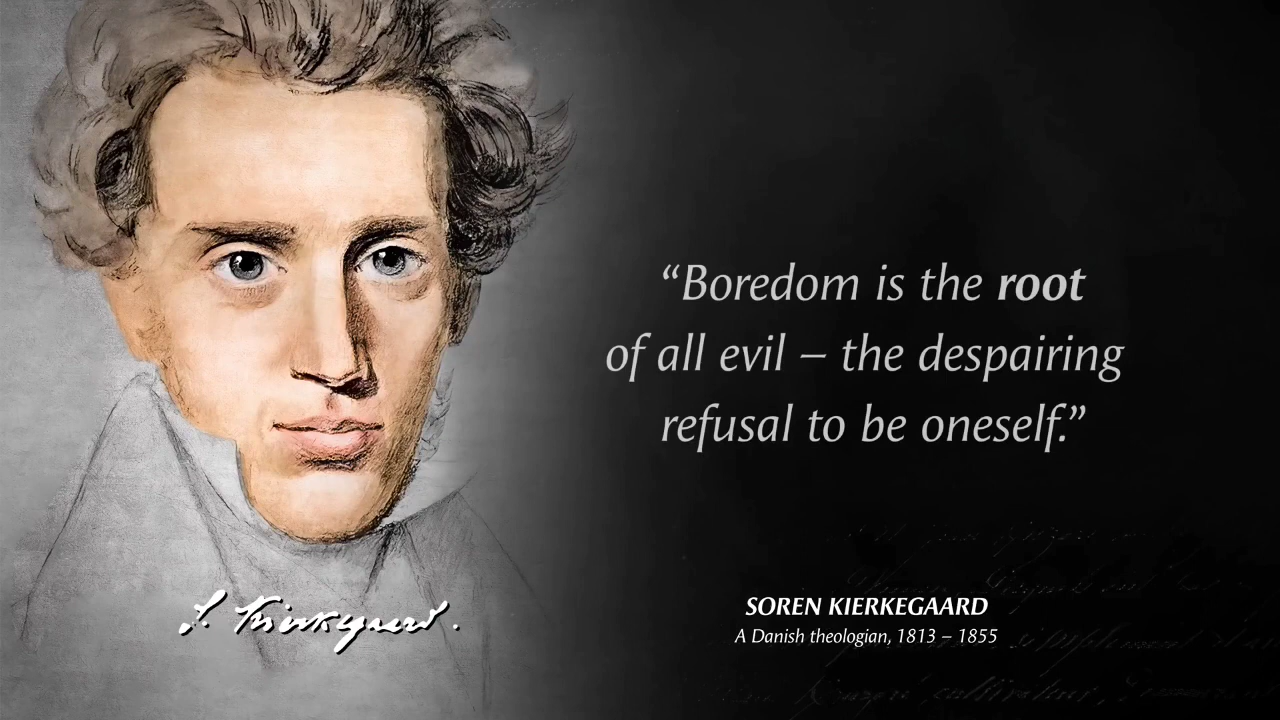 “Boredom is the root
of all evil – the despairing
refusal to be oneself.”
S. Kierkegaard.
SOREN KIERKEGAARD
A Danish theologian, 1813 – 1855